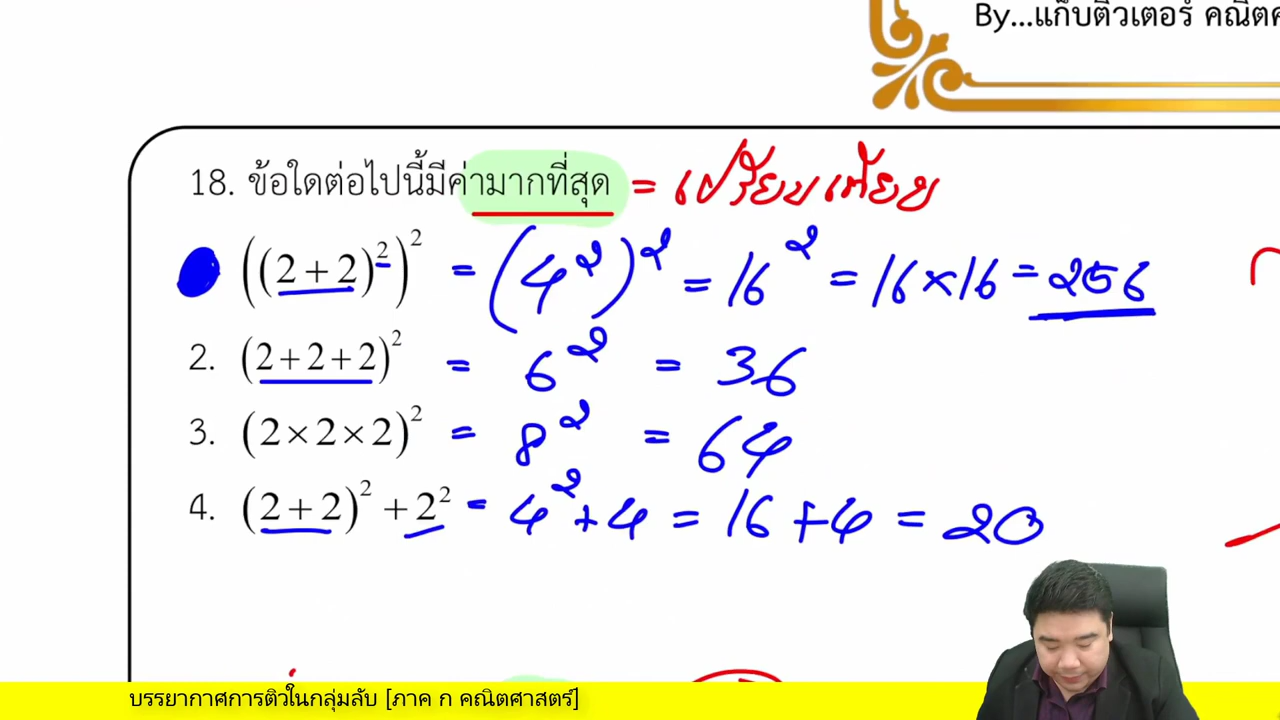 By...แก็บติวเตอร์ คณิตศ
18. ข้อใดต่อไปนี้มีค่ามากที่สุด = เปรียบเทียบ
((2+2)²)² = (4²)² = 16² = 16×16 = 256
2. (2+2+2)² = 6² = 36
3. (2×2×2)² = 8² = 64
4. (2+2)²+2² = 4²+4 = 16+4 = 20
บรรยากาศการติวในกลุ่มลับ [ภาค ก คณิตศาสตร์]